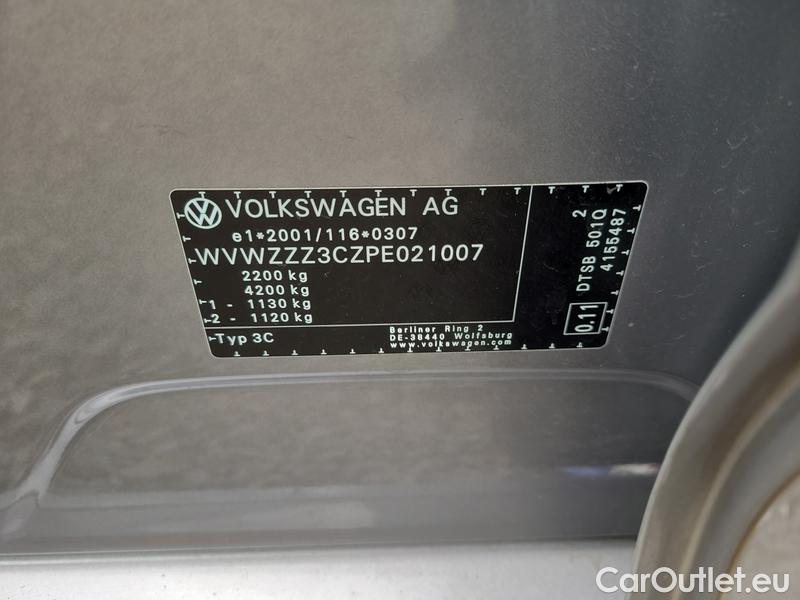 VOLKSWAGEN AG
e1*2001/116*0307
WVWZZZ3CZPE021007
2200 kg
4200 kg
1 - 1130 kg
2 - 1120 kg
Typ 3C
Berliner Ring 2
DE-38440 Wolfsburg
www.volkswagen.com
0.11
DTSB 501Q 2
4155487
CarOutlet.eu